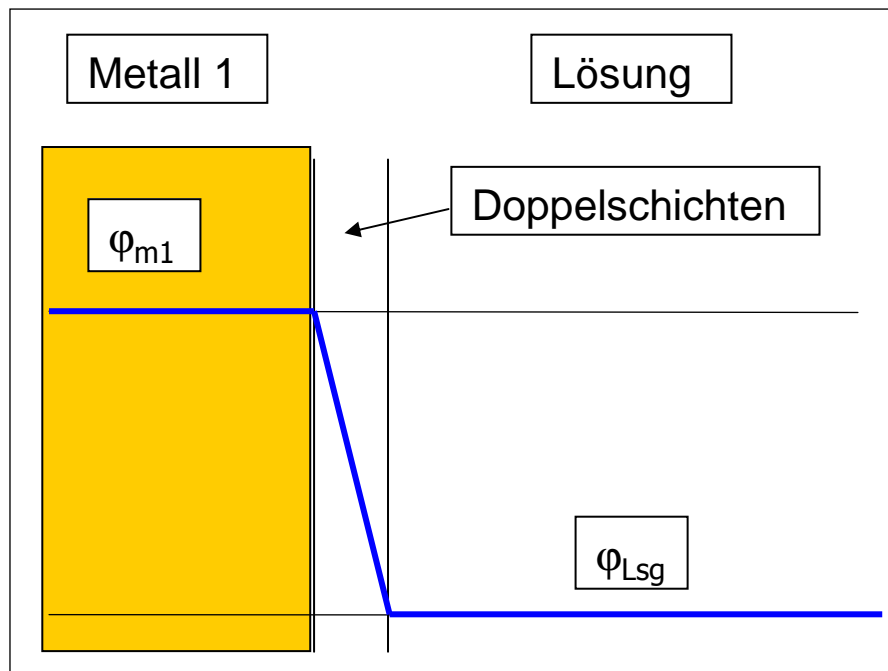 Metall 1
Lösung
Doppelschichten
φm1
φLsg